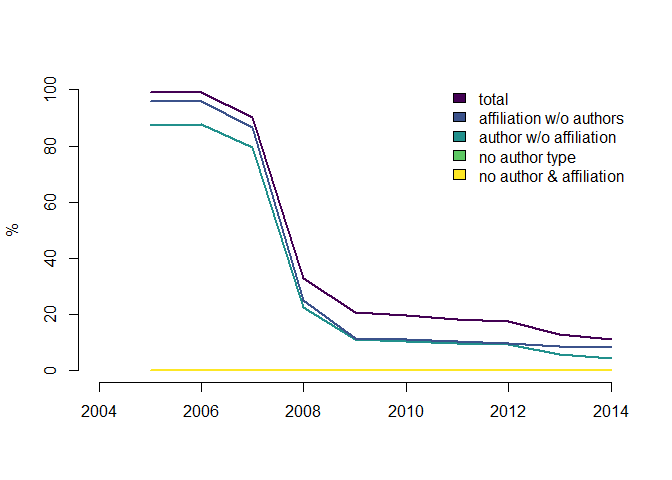 100
80
60
40
20
0
%
total
affiliation w/o authors
author w/o affiliation
no author type
no author & affiliation
2004 2006 2008 2010 2012 2014